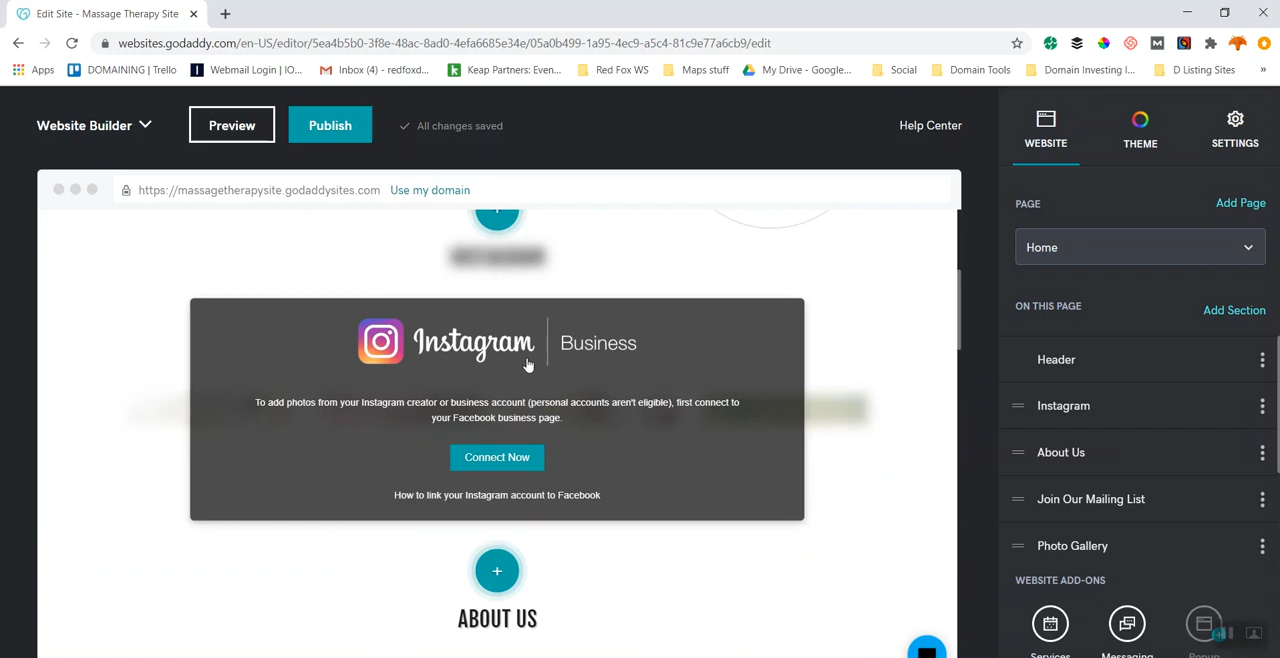 Edit Site - Massage Therapy Site
websites.godaddy.com/en-US/editor/5ea4b5b0-3f8e-48ac-8ad0-4efa6685e34e/05a0b499-1a95-4ec9-a5c4-81c9e77a6cb9/edit
Apps DOMAINING | Trello Webmail Login | IO... Inbox (4) - redfoxd... Keap Partners: Even... Red Fox WS Maps stuff My Drive - Google... Social Domain Tools Domain Investing I... D Listing Sites »
Website Builder Preview Publish All changes saved Help Center
WEBSITE THEME SETTINGS
https://massagetherapysite.godaddysites.com Use my domain
PAGE Add Page
Home
ON THIS PAGE Add Section
Header
Instagram
About Us
Join Our Mailing List
Photo Gallery
WEBSITE ADD-ONS
Services Messaging Popup
INSTAGRAM
Instagram | Business
To add photos from your Instagram creator or business account (personal accounts aren't eligible), first connect to
your Facebook business page.
Connect Now
How to link your Instagram account to Facebook
ABOUT US